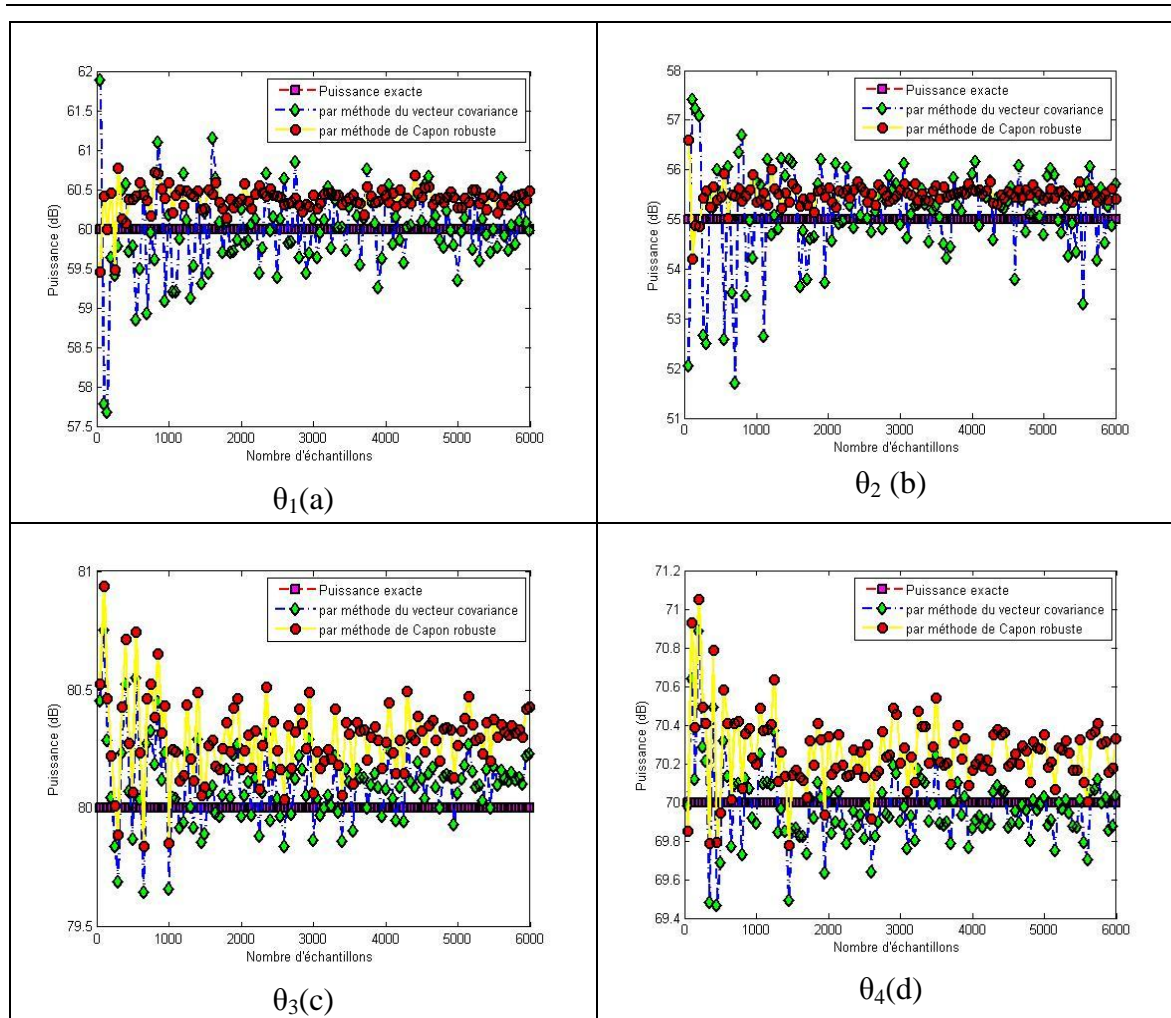 62
61.5
61
60.5
60
59.5
59
58.5
58
57.5
Puissance (dB)
Puissance exacte
par méthode du vecteur covariance
par méthode de Capon robuste
0 1000 2000 3000 4000 5000 6000
Nombre d'échantillons
θ1(a)
58
57
56
55
54
53
52
51
Puissance (dB)
Puissance exacte
par méthode du vecteur covariance
par méthode de Capon robuste
0 1000 2000 3000 4000 5000 6000
Nombre d'échantillons
θ2 (b)
81
80.5
80
79.5
Puissance (dB)
Puissance exacte
par méthode du vecteur covariance
par méthode de Capon robuste
0 1000 2000 3000 4000 5000 6000
Nombre d'échantillons
θ3(c)
71.2
71
70.8
70.6
70.4
70.2
70
69.8
69.6
69.4
Puissance (dB)
Puissance exacte
par méthode du vecteur covariance
par méthode de Capon robuste
0 1000 2000 3000 4000 5000 6000
Nombre d'échantillons
θ4(d)